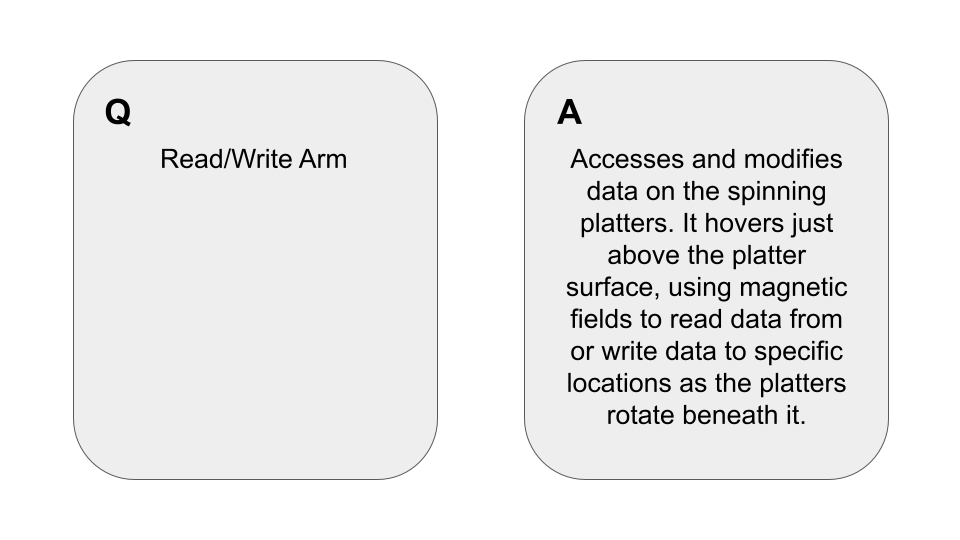 Q
Read/Write Arm
A
Accesses and modifies
data on the spinning
platters. It hovers just
above the platter
surface, using magnetic
fields to read data from
or write data to specific
locations as the platters
rotate beneath it.